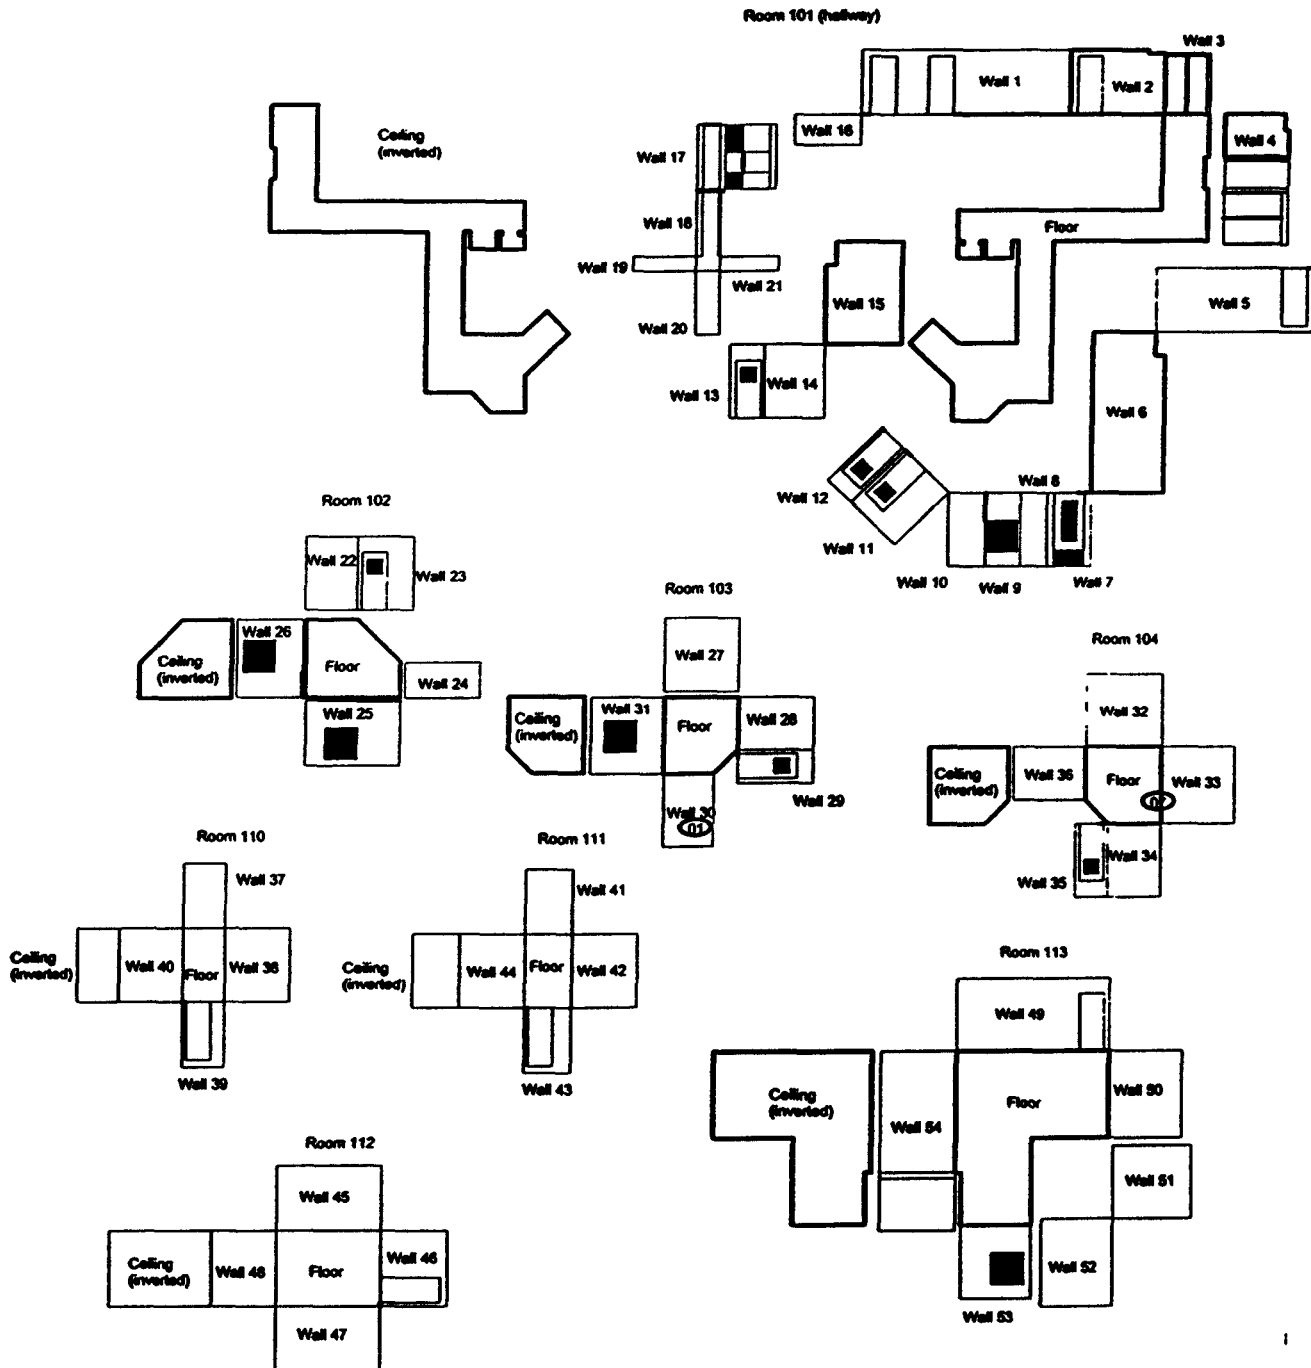 Room 101 (hallway)
Wall 3
Wall 1
Wall 2
Ceiling
(inverted)
Wall 16
Wall 17
Wall 4
Wall 18
Floor
Wall 19
Wall 21
Wall 15
Wall 5
Wall 20
Wall 13
Wall 14
Wall 6
Room 102
Wall 8
Wall 12
Wall 11
Wall 22
Wall 23
Wall 10
Wall 9
Wall 7
Room 103
Wall 26
Room 104
Wall 27
Ceiling
(inverted)
Floor
Wall 24
Wall 25
Wall 31
Wall 28
Wall 32
Ceiling
(inverted)
Floor
Ceiling
(inverted)
Wall 36
Floor
Wall 33
Wall 29
Wall 30
01
Room 110
Room 111
Wall 34
Wall 35
Wall 37
Wall 41
Ceiling
(inverted)
Wall 40
Floor
Wall 38
Ceiling
(inverted)
Wall 44
Floor
Wall 42
Room 113
Wall 49
Wall 39
Wall 43
Ceiling
(inverted)
Floor
Wall 50
Wall 54
Room 112
Wall 45
Wall 51
Ceiling
(inverted)
Wall 48
Floor
Wall 46
Wall 52
Wall 53
Wall 47